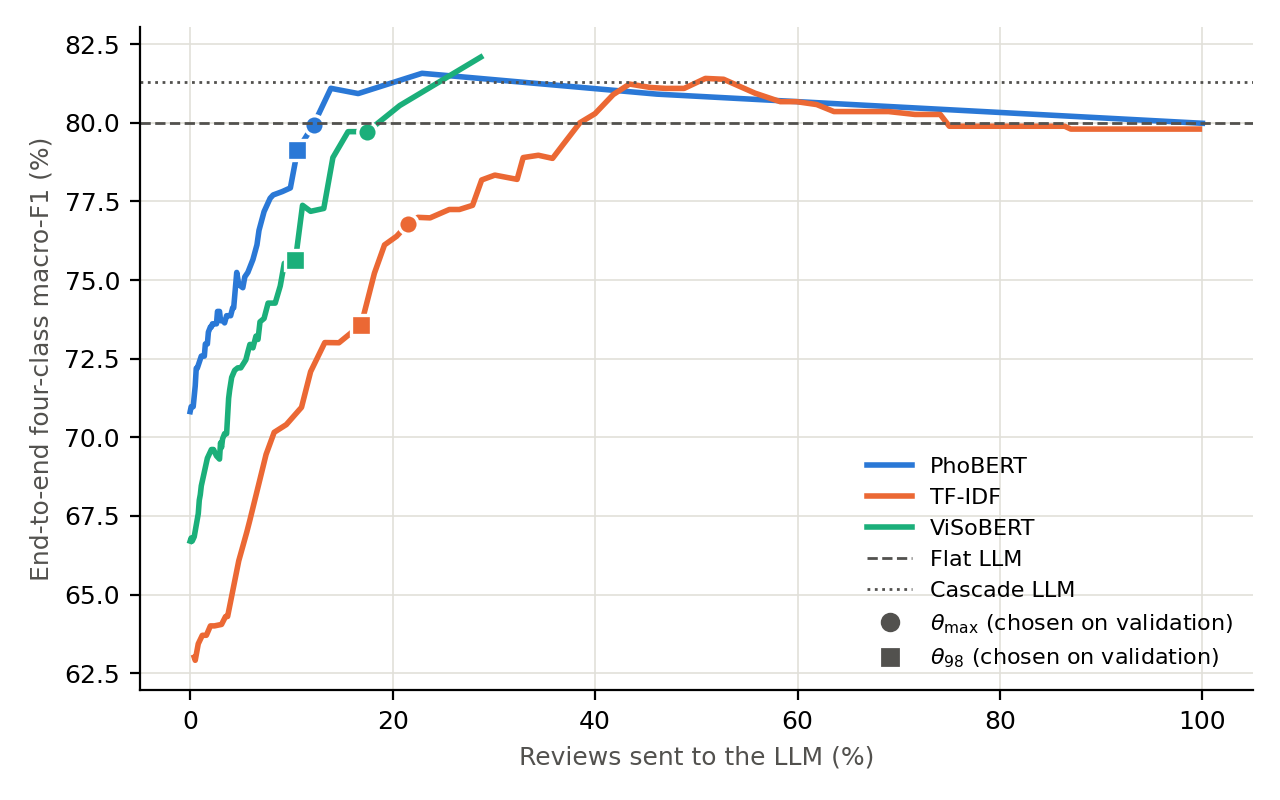 82.5
80.0
77.5
75.0
72.5
70.0
67.5
65.0
62.5
End-to-end four-class macro-F1 (%)
PhoBERT
TF-IDF
ViSoBERT
Flat LLM
Cascade LLM
θmax (chosen on validation)
θ98 (chosen on validation)
0 20 40 60 80 100
Reviews sent to the LLM (%)